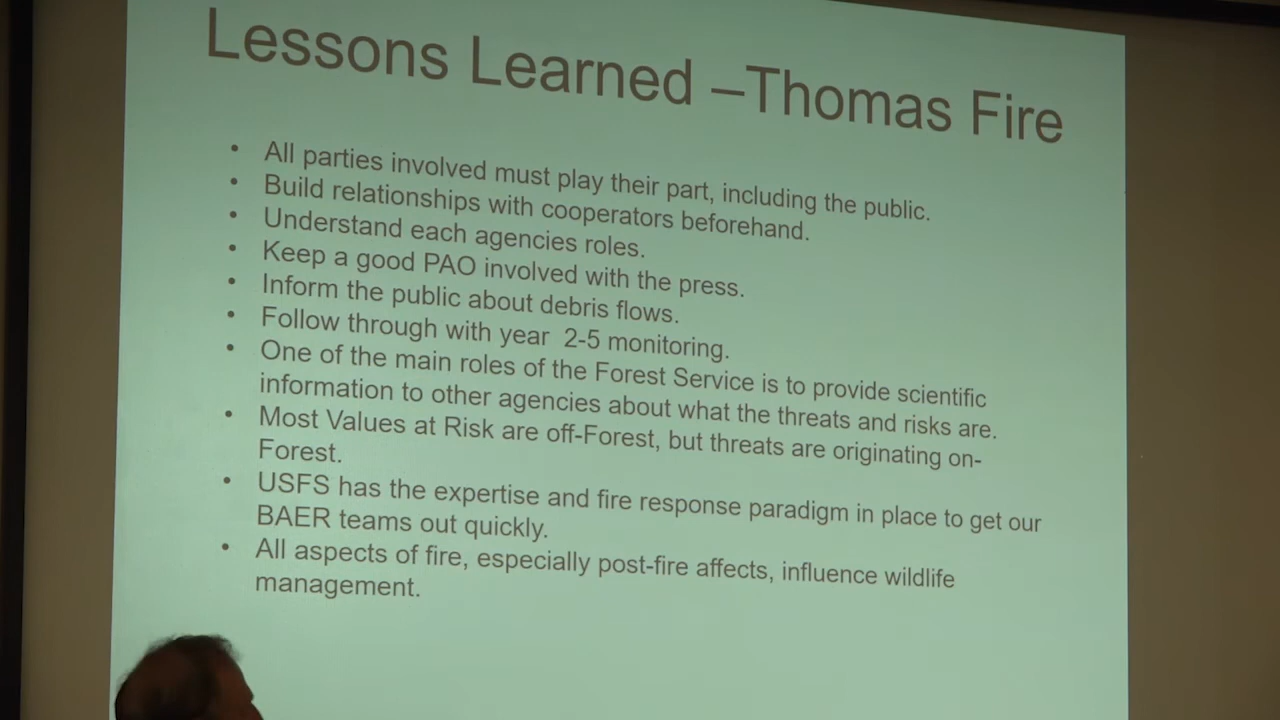 Lessons Learned –Thomas Fire
• All parties involved must play their part, including the public.
• Build relationships with cooperators beforehand.
• Understand each agencies roles.
• Keep a good PAO involved with the press.
• Inform the public about debris flows.
• Follow through with year 2-5 monitoring.
• One of the main roles of the Forest Service is to provide scientific
information to other agencies about what the threats and risks are.
• Most Values at Risk are off-Forest, but threats are originating on-
Forest.
• USFS has the expertise and fire response paradigm in place to get our
BAER teams out quickly.
• All aspects of fire, especially post-fire affects, influence wildlife
management.